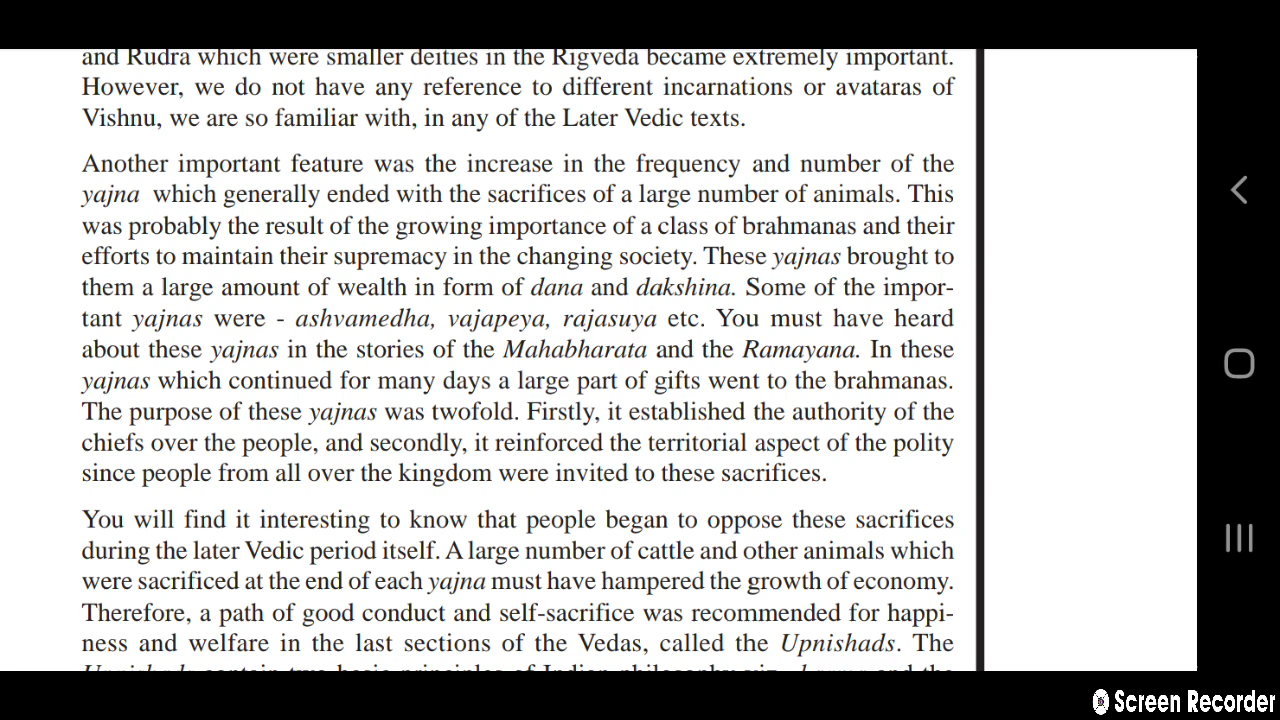 and Rudra which were smaller deities in the Rigveda became extremely important.
However, we do not have any reference to different incarnations or avataras of
Vishnu, we are so familiar with, in any of the Later Vedic texts.
Another important feature was the increase in the frequency and number of the
yajna which generally ended with the sacrifices of a large number of animals. This
was probably the result of the growing importance of a class of brahmanas and their
efforts to maintain their supremacy in the changing society. These yajnas brought to
them a large amount of wealth in form of dana and dakshina. Some of the impor-
tant yajnas were - ashvamedha, vajapeya, rajasuya etc. You must have heard
about these yajnas in the stories of the Mahabharata and the Ramayana. In these
yajnas which continued for many days a large part of gifts went to the brahmanas.
The purpose of these yajnas was twofold. Firstly, it established the authority of the
chiefs over the people, and secondly, it reinforced the territorial aspect of the polity
since people from all over the kingdom were invited to these sacrifices.
You will find it interesting to know that people began to oppose these sacrifices
during the later Vedic period itself. A large number of cattle and other animals which
were sacrificed at the end of each yajna must have hampered the growth of economy.
Therefore, a path of good conduct and self-sacrifice was recommended for happi-
ness and welfare in the last sections of the Vedas, called the Upnishads. The
contain two basic principles of Indian philosophy viz. and the
Screen Recorder